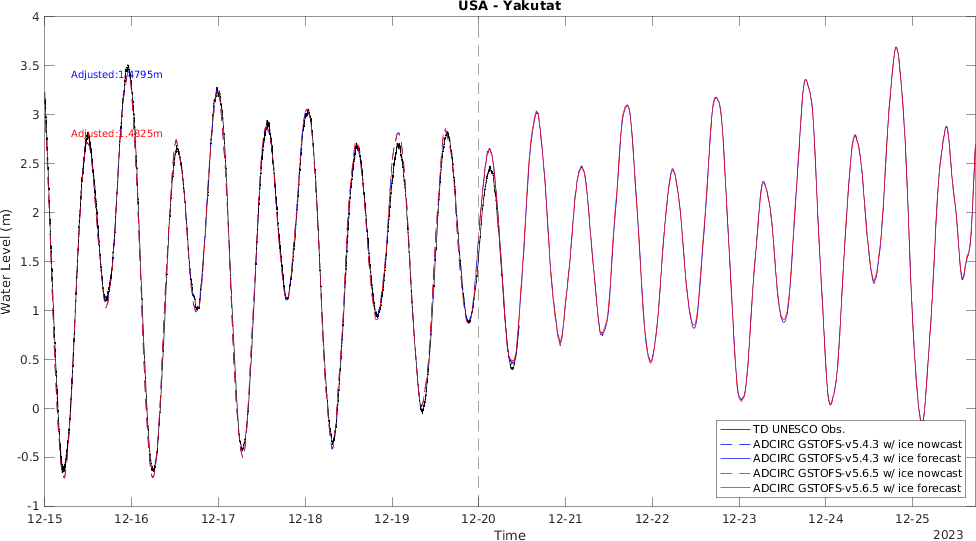 USA - Yakutat
4
3.5
3
2.5
2
1.5
1
0.5
0
-0.5
-1
Water Level (m)
Adjusted:1.4795m
Adjusted:1.4825m
TD UNESCO Obs.
ADCIRC GSTOFS-v5.4.3 w/ ice nowcast
ADCIRC GSTOFS-v5.4.3 w/ ice forecast
ADCIRC GSTOFS-v5.6.5 w/ ice nowcast
ADCIRC GSTOFS-v5.6.5 w/ ice forecast
12-15 12-16 12-17 12-18 12-19 12-20 12-21 12-22 12-23 12-24 12-25
Time
2023